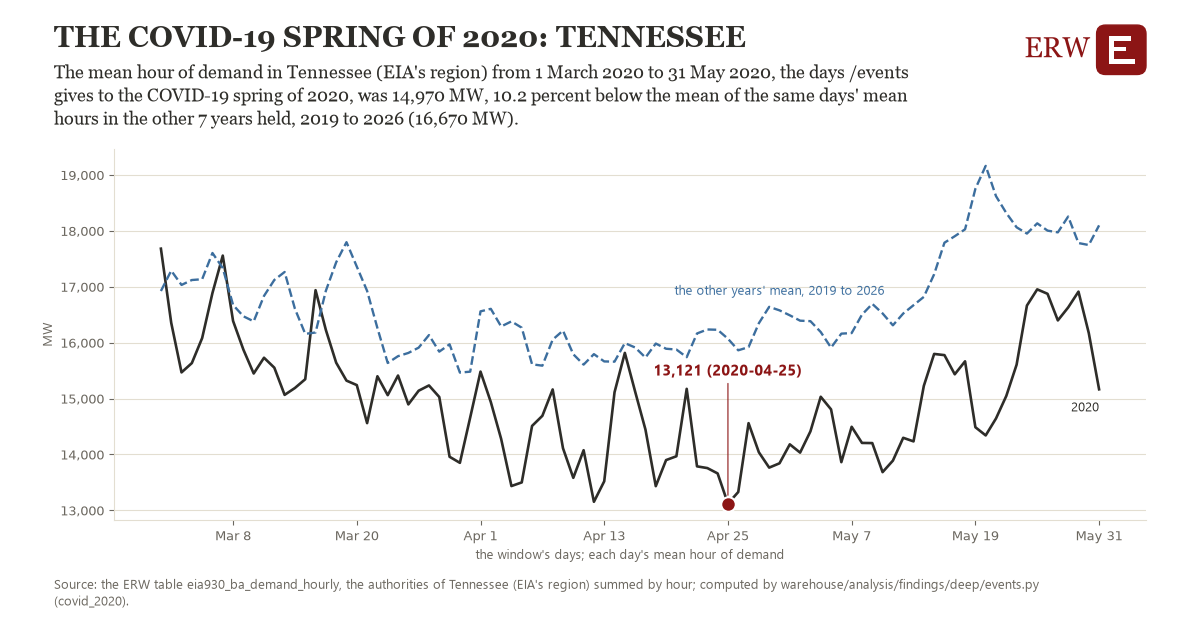 THE COVID-19 SPRING OF 2020: TENNESSEE
ERW E
The mean hour of demand in Tennessee (EIA's region) from 1 March 2020 to 31 May 2020, the days /events
gives to the COVID-19 spring of 2020, was 14,970 MW, 10.2 percent below the mean of the same days' mean
hours in the other 7 years held, 2019 to 2026 (16,670 MW).
19,000
18,000
17,000
16,000
15,000
14,000
13,000
MW
the other years' mean, 2019 to 2026
13,121 (2020-04-25)
2020
Mar 8 Mar 20 Apr 1 Apr 13 Apr 25 May 7 May 19 May 31
the window's days; each day's mean hour of demand
Source: the ERW table eia930_ba_demand_hourly, the authorities of Tennessee (EIA's region) summed by hour; computed by warehouse/analysis/findings/deep/events.py
(covid_2020).